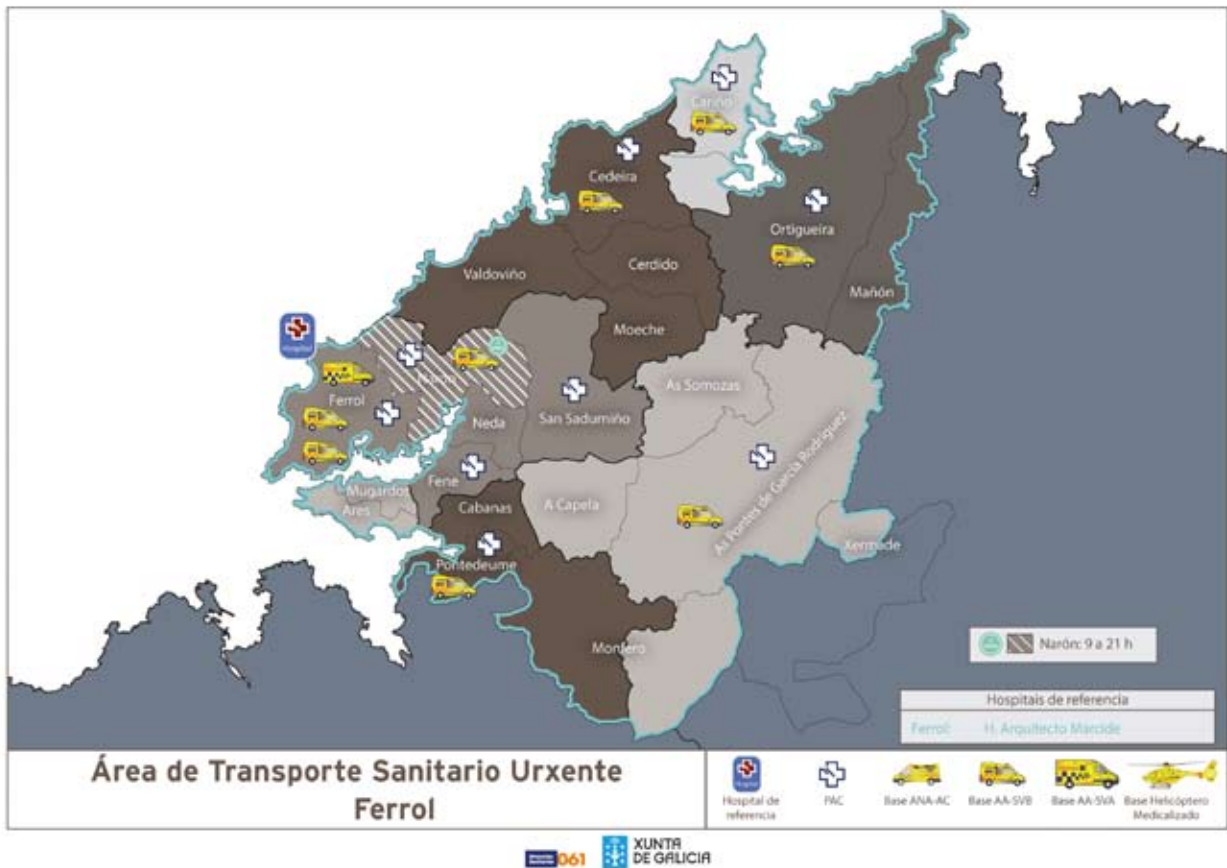 Cariño
Cedeira
Ortigueira
Valdoviño
Cerdido
Mañón
Moeche
Hospital
Narón
As Somozas
Ferrol
Neda
San Sadurniño
As Pontes de García Rodríguez
Fene
Mugardos
Ares
Cabanas
A Capela
Xermade
Pontedeume
Monfero
Narón: 9 a 21 h
Hospitais de referencia
Ferrol: H. Arquitecto Marcide
Área de Transporte Sanitario Urxente
Ferrol
Hospital de
referencia
PAC
Base ANA-AC
Base AA-SVB
Base AA-SVA
Base Helicóptero
Medicalizado
061
XUNTA
DE GALICIA